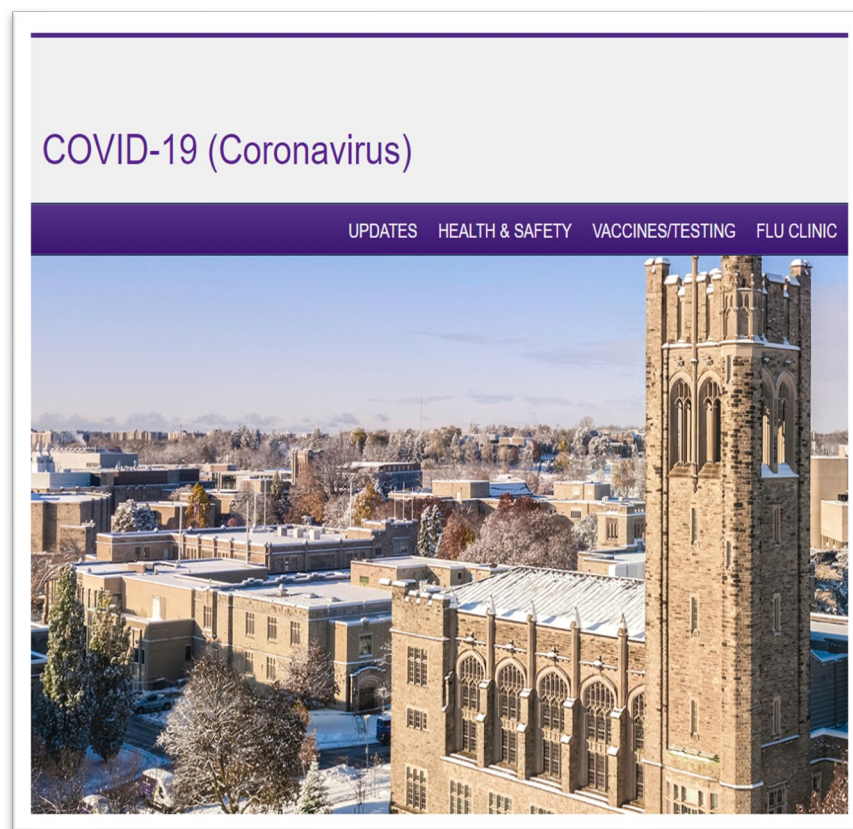 COVID-19 (Coronavirus)
UPDATES HEALTH & SAFETY VACCINES/TESTING FLU CLINIC